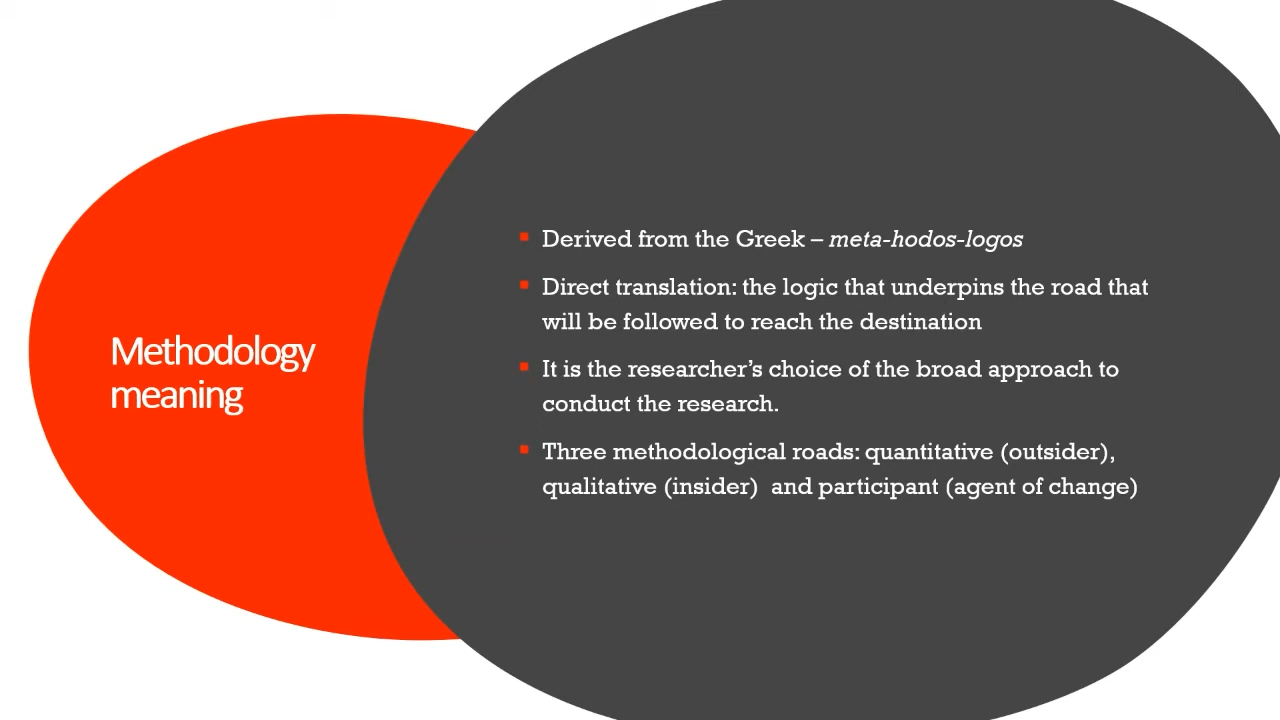 Methodology
meaning
Derived from the Greek – meta-hodos-logos
Direct translation: the logic that underpins the road that
will be followed to reach the destination
It is the researcher’s choice of the broad approach to
conduct the research.
Three methodological roads: quantitative (outsider),
qualitative (insider)  and participant (agent of change)